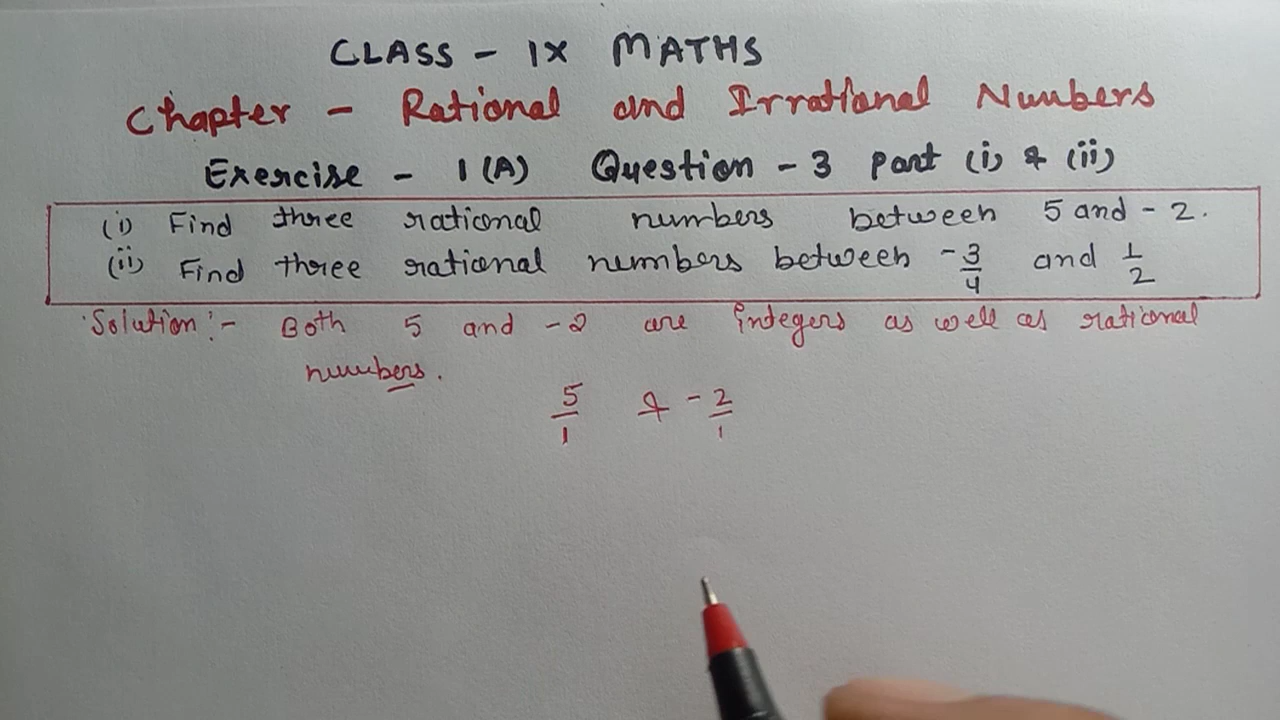 CLASS - IX MATHS
Chapter - Rational and Irrational Numbers
Exercise - 1(A) Question - 3 part (i) & (ii)
(i) Find three rational numbers between 5 and - 2.
(ii) Find three rational numbers between -3/4 and 1/2
Solution:- Both 5 and -2 are integers as well as rational
numbers.
5/1 & -2/1